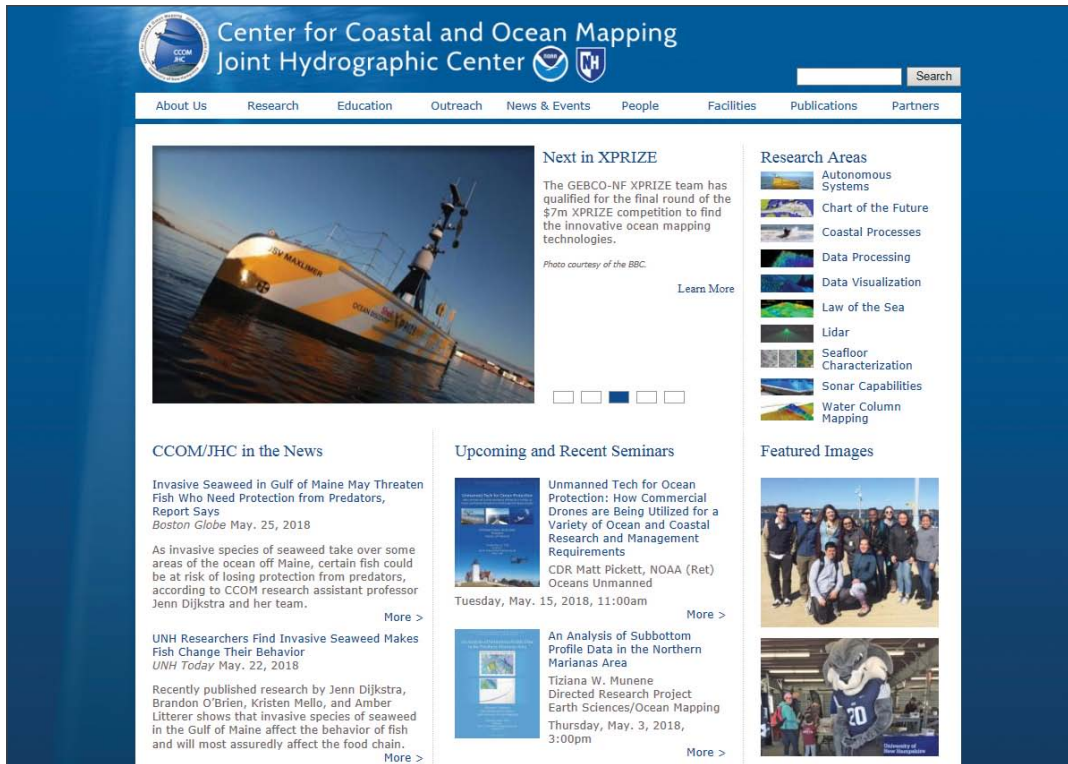 Center for Coastal and Ocean Mapping
Joint Hydrographic Center
CCOM
JHC
NH
Search
About Us
Research
Education
Outreach
News & Events
People
Facilities
Publications
Partners
JSV MAXLIMER
Next in XPRIZE
The GEBCO-NF XPRIZE team has
qualified for the final round of the
$7m XPRIZE competition to find
the innovative ocean mapping
technologies.
Photo courtesy of the BBC.
Learn More
Research Areas
Autonomous
Systems
Chart of the Future
Coastal Processes
Data Processing
Data Visualization
Law of the Sea
Lidar
Seafloor
Characterization
Sonar Capabilities
Water Column
Mapping
CCOM/JHC in the News
Invasive Seaweed in Gulf of Maine May Threaten
Fish Who Need Protection from Predators,
Report Says
Boston Globe May. 25, 2018
As invasive species of seaweed take over some
areas of the ocean off Maine, certain fish could
be at risk of losing protection from predators,
according to CCOM research assistant professor
Jenn Dijkstra and her team.
More >
UNH Researchers Find Invasive Seaweed Makes
Fish Change Their Behavior
UNH Today May. 22, 2018
Recently published research by Jenn Dijkstra,
Brandon O'Brien, Kristen Mello, and Amber
Litterer shows that invasive species of seaweed
in the Gulf of Maine affect the behavior of fish
and will most assuredly affect the food chain.
More >
Upcoming and Recent Seminars
Unmanned Tech for Ocean
Protection: How Commercial
Drones are Being Utilized for a
Variety of Ocean and Coastal
Research and Management
Requirements
CDR Matt Pickett, NOAA (Ret)
Oceans Unmanned
Tuesday, May. 15, 2018, 11:00am
More >
An Analysis of Subbottom
Profile Data in the Northern
Marianas Area
Tiziana W. Munene
Directed Research Project
Earth Sciences/Ocean Mapping
Thursday, May. 3, 2018,
3:00pm
More >
Featured Images
20
University of
New Hampshire